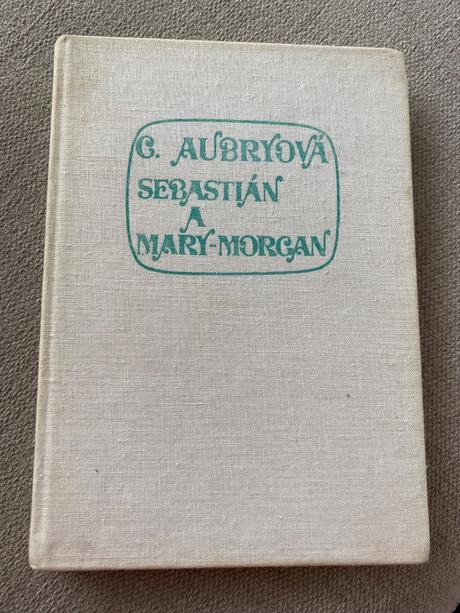 C. AUBRYOVÁ
SEBASTIÁN
A
MARY-MORGAN